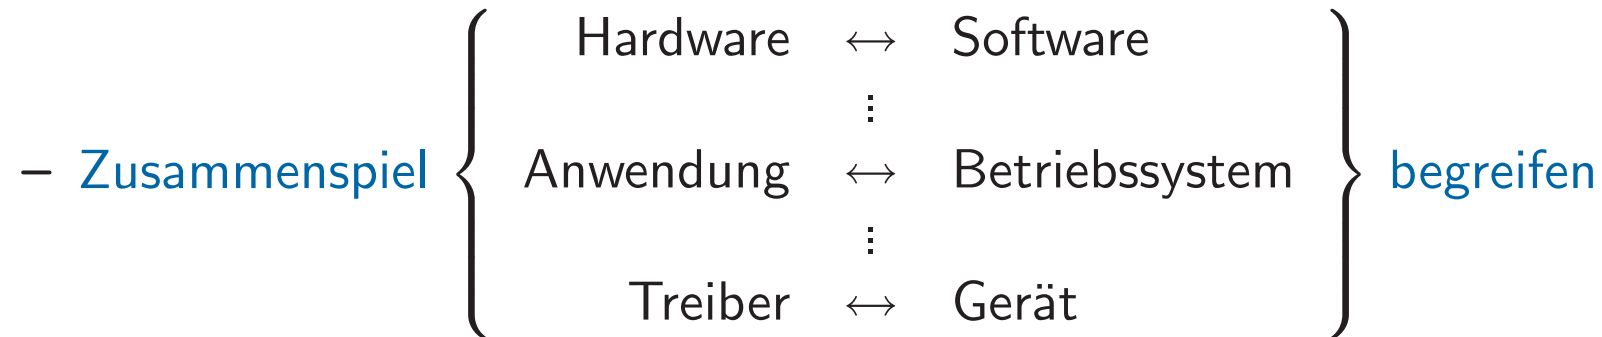 Hardware ↔ Software
⋮
– Zusammenspiel { Anwendung ↔ Betriebssystem } begreifen
⋮
Treiber ↔ Gerät